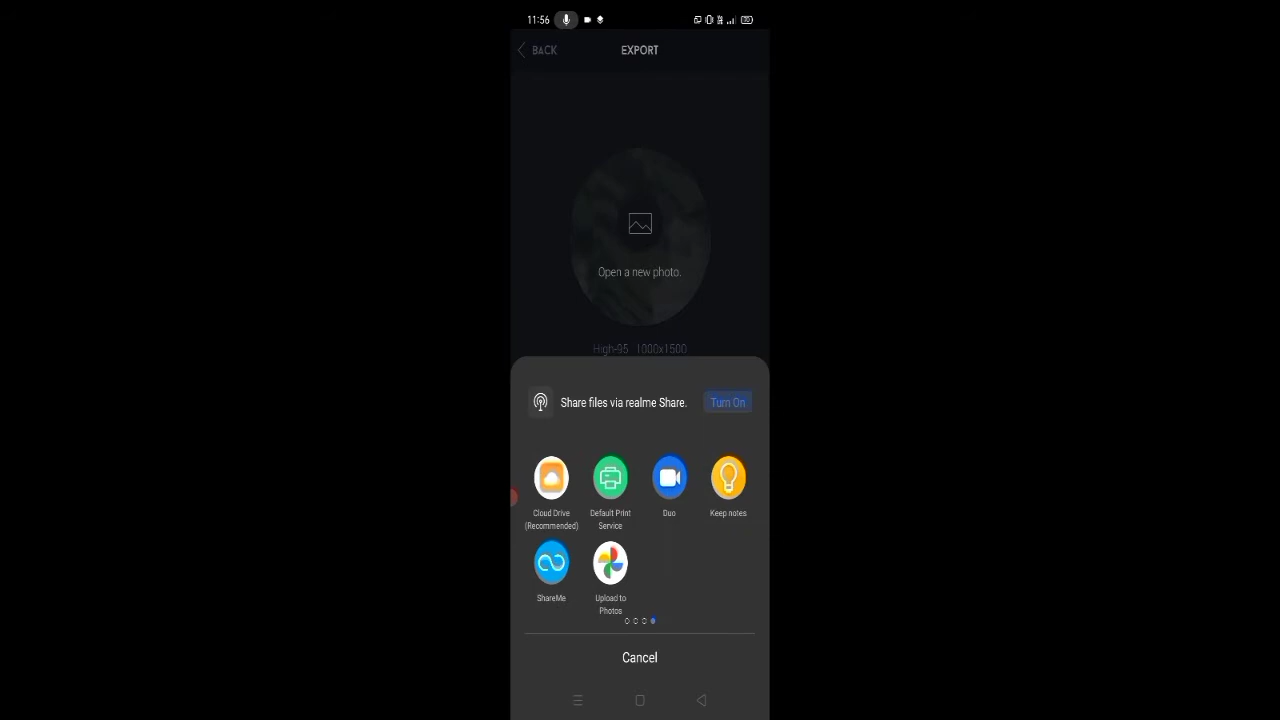 11:56
BACK
EXPORT
Open a new photo.
High-95 1000x1500
Share files via realme Share.
Turn On
Cloud Drive
(Recommended)
Default Print
Service
Duo
Keep notes
ShareMe
Upload to
Photos
Cancel